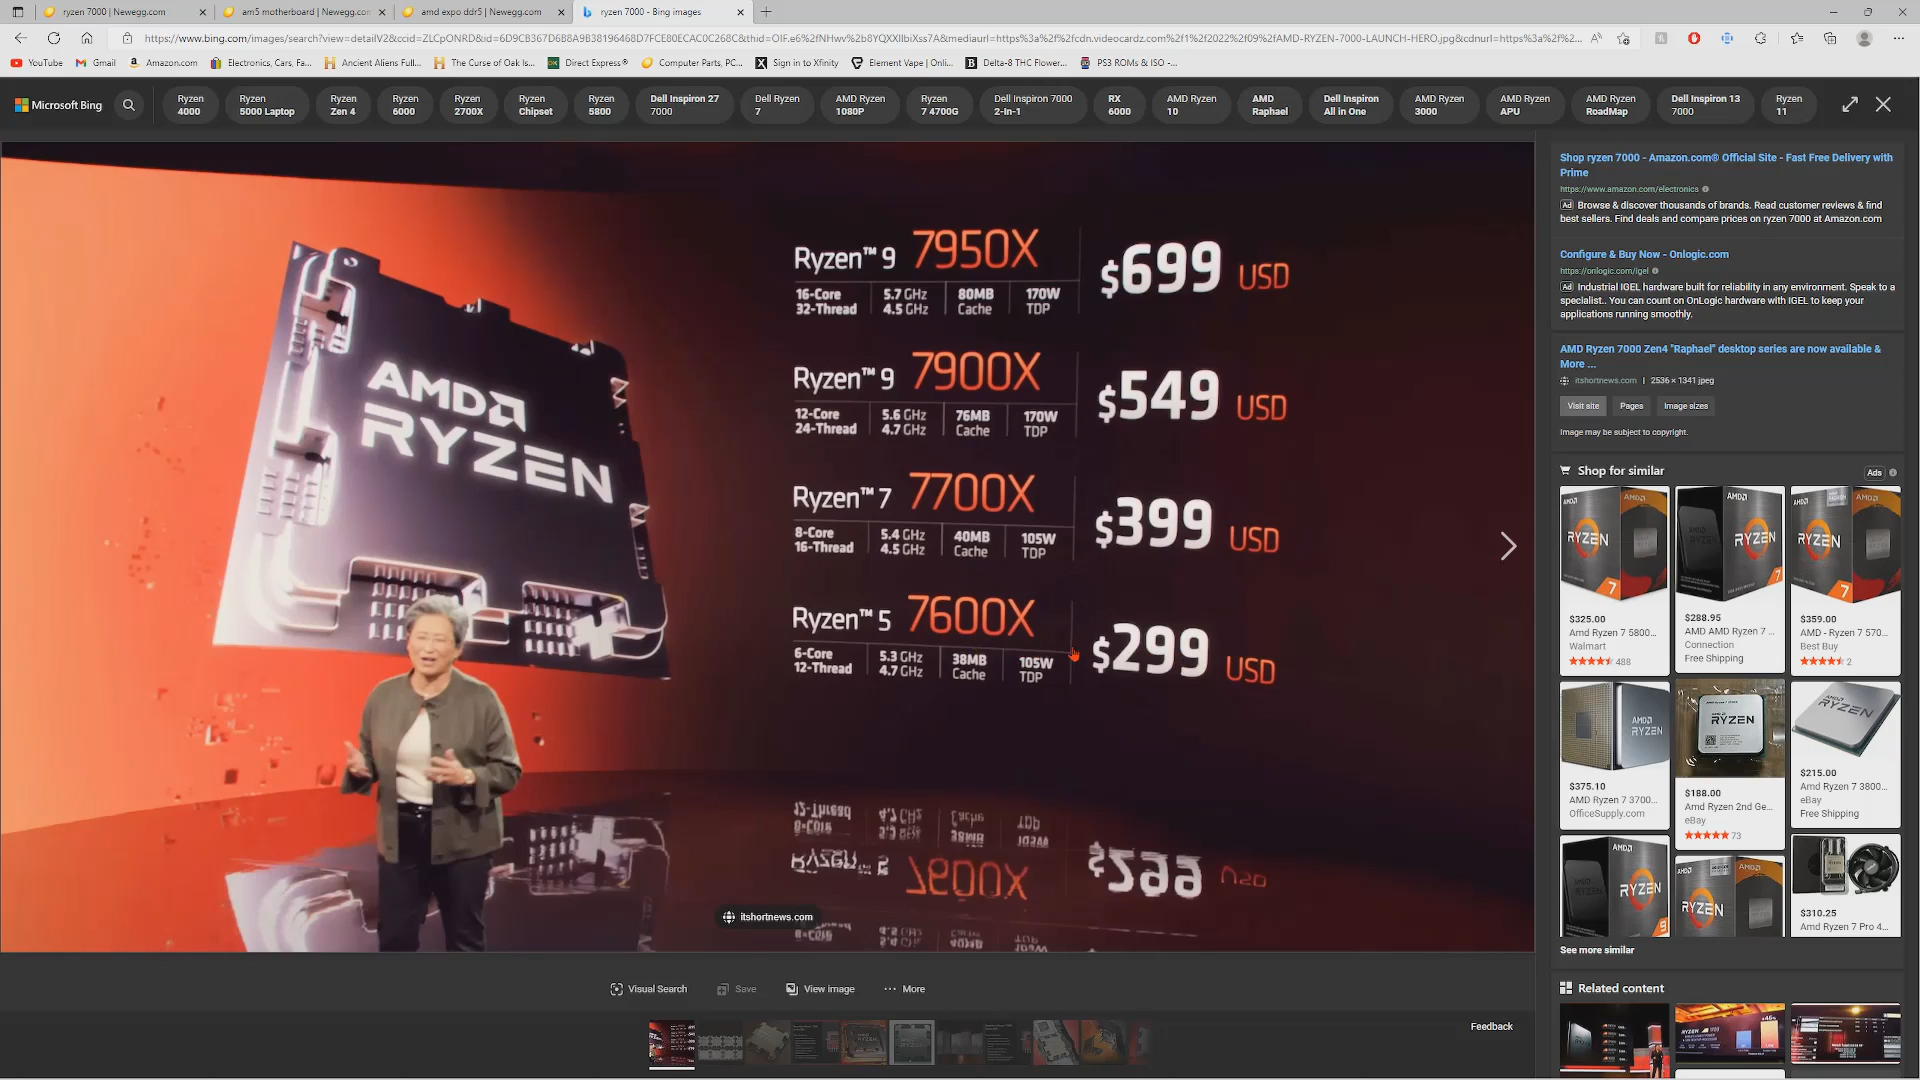 ryzen 7000 | Newegg.com
am5 motherboard | Newegg.com
amd expo ddr5 | Newegg.com
ryzen 7000 - Bing images
YouTube
Gmail
Amazon.com
Electronics, Cars, Fa...
Ancient Aliens Full...
The Curse of Oak Is...
Direct Express®
Computer Parts, PC...
Sign in to Xfinity
Element Vape | Onli...
Delta-8 THC Flower...
PS3 ROMs & ISO -...
Microsoft Bing
Ryzen 4000
Ryzen 5000 Laptop
Ryzen Zen 4
Ryzen 6000
Ryzen 2700X
Ryzen Chipset
Ryzen 5800
Dell Inspiron 27 7000
Dell Ryzen 7
AMD Ryzen 1080P
Ryzen 7 4700G
Dell Inspiron 7000 2-In-1
RX 6000
AMD Ryzen 10
AMD Raphael
Dell Inspiron All in One
AMD Ryzen 3000
AMD Ryzen APU
AMD Ryzen RoadMap
Dell Inspiron 13 7000
Ryzen 11
AMD
RYZEN
Ryzen™ 9 7950X
16-Core 5.7 GHz 80MB 170W
32-Thread 4.5 GHz Cache TDP
$699 USD
Ryzen™ 9 7900X
12-Core 5.6 GHz 76MB 170W
24-Thread 4.7 GHz Cache TDP
$549 USD
Ryzen™ 7 7700X
8-Core 5.4 GHz 40MB 105W
16-Thread 4.5 GHz Cache TDP
$399 USD
Ryzen™ 5 7600X
6-Core 5.3 GHz 38MB 105W
12-Thread 4.7 GHz Cache TDP
$299 USD
itshortnews.com
Visual Search
Save
View image
More
Feedback
Shop ryzen 7000 - Amazon.com® Official Site - Fast Free Delivery with
Prime
https://www.amazon.com/electronics
Ad Browse & discover thousands of brands. Read customer reviews & find
best sellers. Find deals and compare prices on ryzen 7000 at Amazon.com
Configure & Buy Now - Onlogic.com
https://onlogic.com/igel
Ad Industrial IGEL hardware built for reliability in any environment. Speak to a
specialist.. You can count on OnLogic hardware with IGEL to keep your
applications running smoothly.
AMD Ryzen 7000 Zen4 "Raphael" desktop series are now available &
More ...
itshortnews.com | 2536 × 1341 jpeg
Visit site
Pages
Image sizes
Image may be subject to copyright.
Shop for similar
Ads
$325.00
Amd Ryzen 7 5800...
Walmart
488
$288.95
AMD AMD Ryzen 7 ...
Connection
Free Shipping
$359.00
AMD - Ryzen 7 570...
Best Buy
2
$375.10
AMD Ryzen 7 3700...
OfficeSupply.com
$188.00
Amd Ryzen 2nd Ge...
eBay
73
$215.00
Amd Ryzen 7 3800...
eBay
Free Shipping
$310.25
Amd Ryzen 7 Pro 4...
See more similar
Related content